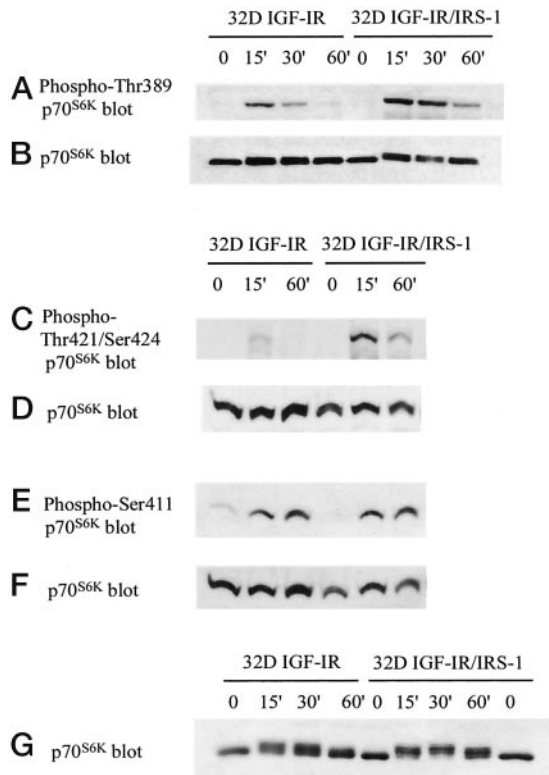 32D IGF-IR 32D IGF-IR/IRS-1
0 15' 30' 60' 0 15' 30' 60'
A Phospho-Thr389
p70S6K blot
B p70S6K blot
32D IGF-IR 32D IGF-IR/IRS-1
0 15' 60' 0 15' 60'
C Phospho-
Thr421/Ser424
p70S6K blot
D p70S6K blot
E Phospho-Ser411
p70S6K blot
F p70S6K blot
32D IGF-IR 32D IGF-IR/IRS-1
0 15' 30' 60' 0 15' 30' 60' 0
G p70S6K blot